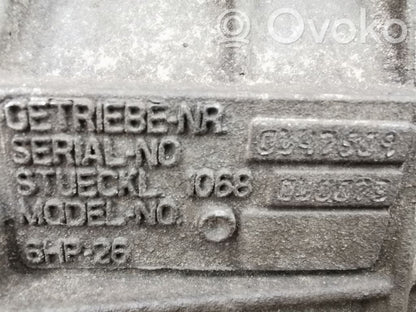 Ovoko
GETRIEBE-NR.
SERIAL-NO
STUECKL. 1068
MODEL-NO.
6HP-26